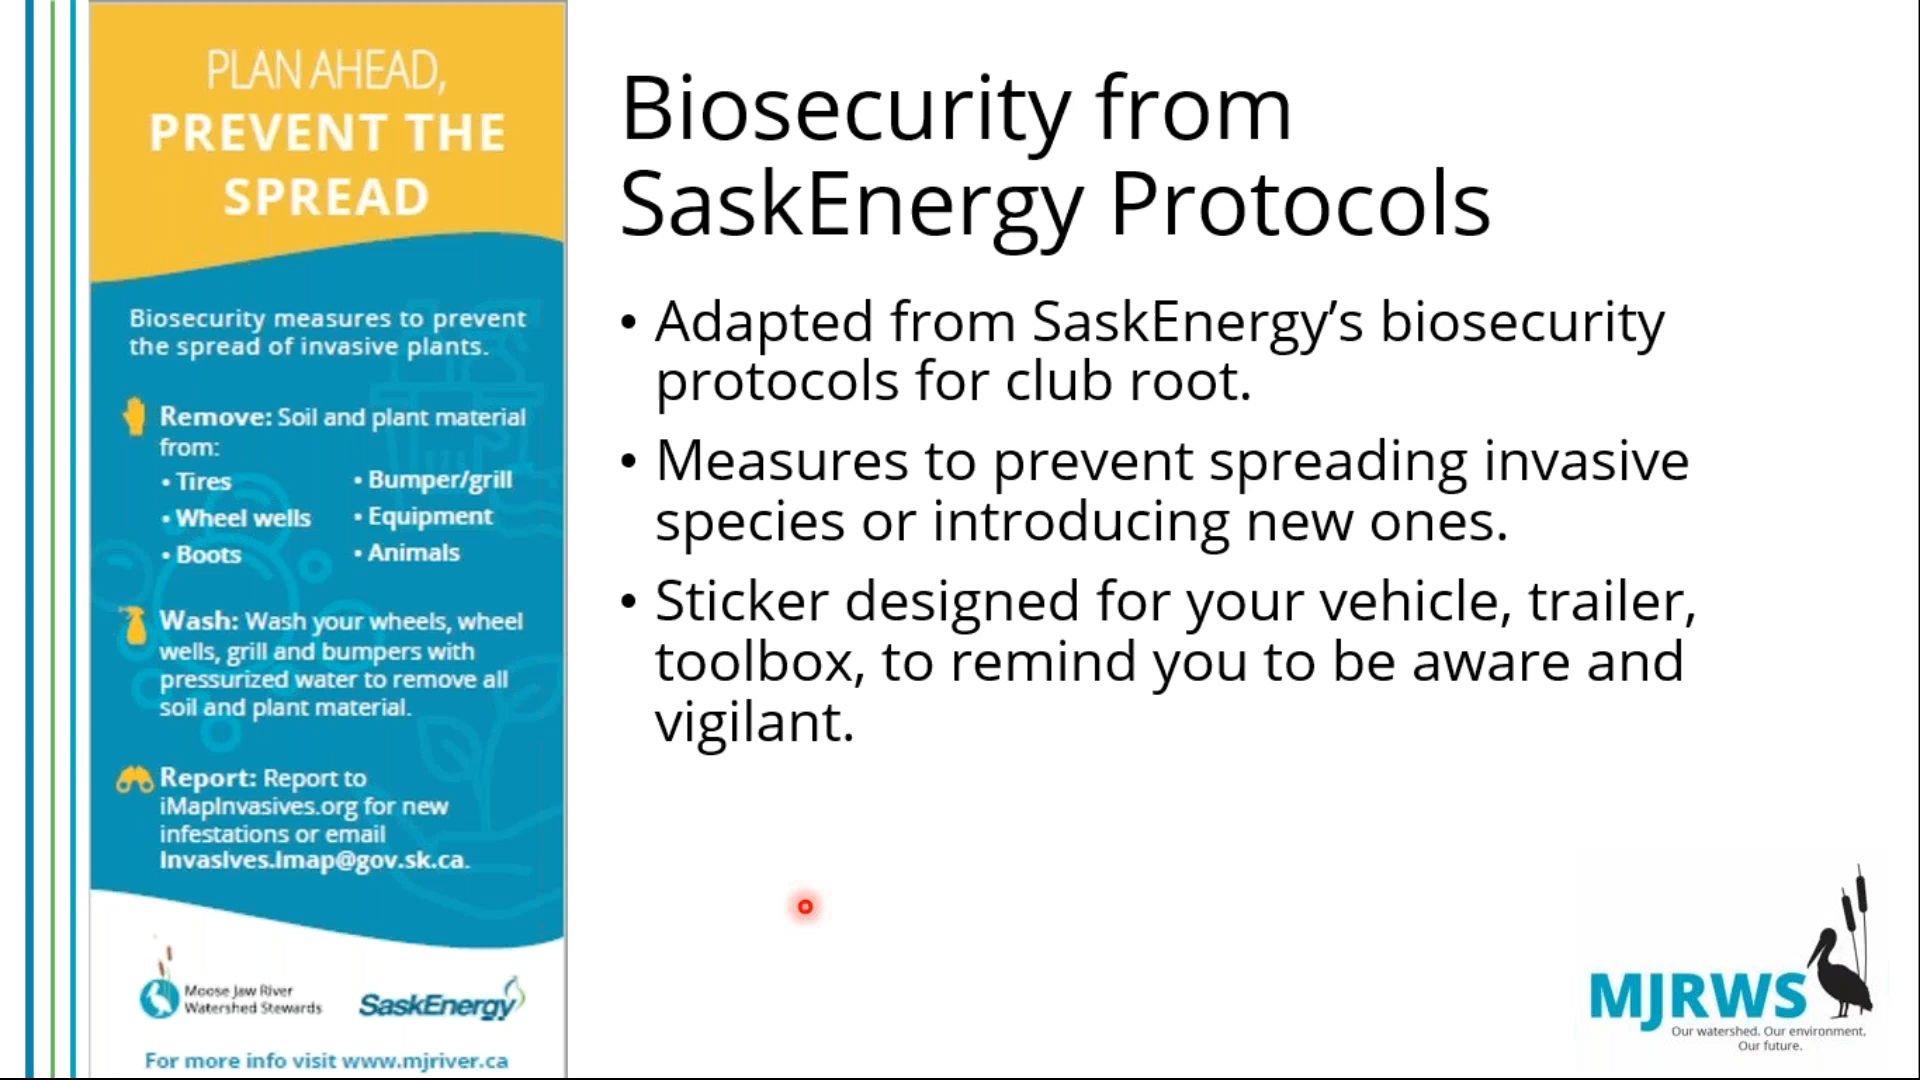 PLAN AHEAD,
PREVENT THE
SPREAD
Biosecurity measures to prevent
the spread of invasive plants.
Remove: Soil and plant material
from:
• Tires
• Wheel wells
• Boots
• Bumper/grill
• Equipment
• Animals
Wash: Wash your wheels, wheel
wells, grill and bumpers with
pressurized water to remove all
soil and plant material.
Report: Report to
iMapInvasives.org for new
infestations or email
invasives.imap@gov.sk.ca.
Moose Jaw River
Watershed Stewards
SaskEnergy
For more info visit www.mjriver.ca
Biosecurity from
SaskEnergy Protocols
• Adapted from SaskEnergy’s biosecurity
protocols for club root.
• Measures to prevent spreading invasive
species or introducing new ones.
• Sticker designed for your vehicle, trailer,
toolbox, to remind you to be aware and
vigilant.
MJRWS
Our watershed. Our environment.
Our future.